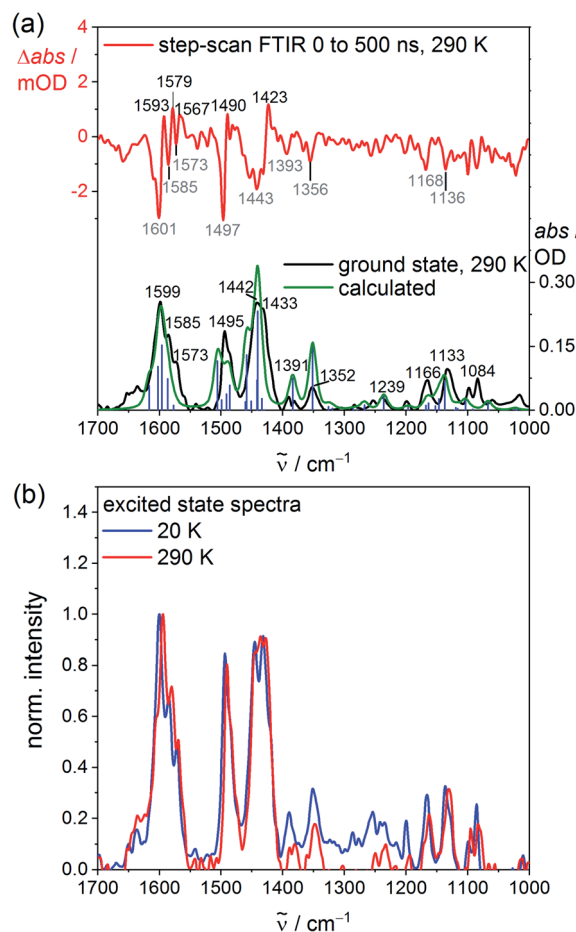 (a)
4
2
0
-2
Δabs /
mOD
step-scan FTIR 0 to 500 ns, 290 K
1579
1593
1567
1490
1423
1573
1585
1601
1497
1443
1393
1356
1168
1136
abs /
OD
0.30
0.15
0.00
ground state, 290 K
calculated
1599
1585
1573
1495
1442
1433
1391
1352
1239
1166
1133
1084
1700 1600 1500 1400 1300 1200 1100 1000
ṽ / cm⁻¹
(b)
excited state spectra
20 K
290 K
norm. intensity
1.4
1.2
1.0
0.8
0.6
0.4
0.2
0.0
1700 1600 1500 1400 1300 1200 1100 1000
ṽ / cm⁻¹